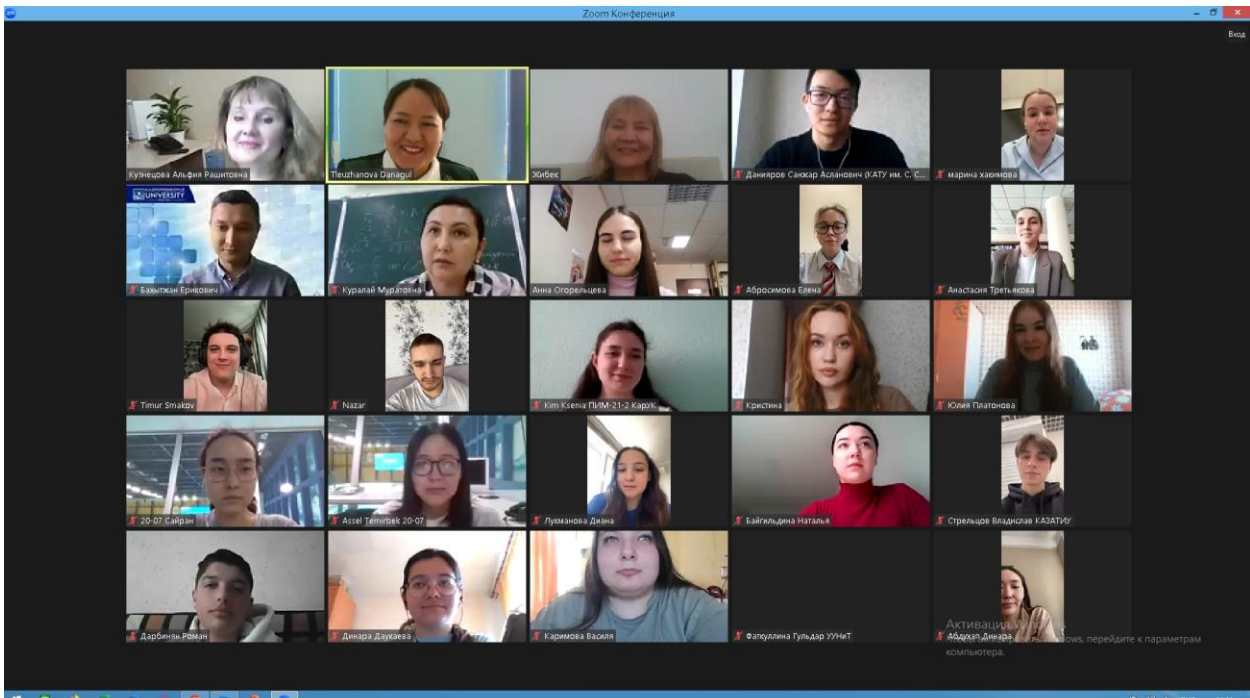 Zoom Конференция
Вход
Кузнецова Альфия Рашитовна
Tleuzhanova Danagul
Жибек
Данияров Санжар Асланович (КАТУ им. С. С...
марина хакимова
UNIVERSITY
Бахытжан Ерикович
Куралай Муратовна
Анна Огорельцева
Абросимова Елена
Анастасия Третьякова
Timur Smakov
Nazar
Kim Ksenia ПИМ-21-2 КарУК
Кристина
Юлия Платонова
20-07 Сайран
Assel Temirbek 20-07
Лукманова Диана
Байгильдина Наталья
Стрельцов Владислав КАЗАТИУ
Дарбинян Роман
Динара Даукаева
Каримова Василя
Фаткуллина Гульдар УУНиТ
Абдухап Динара
Активация Windows
перейдите к параметрам
компьютера.